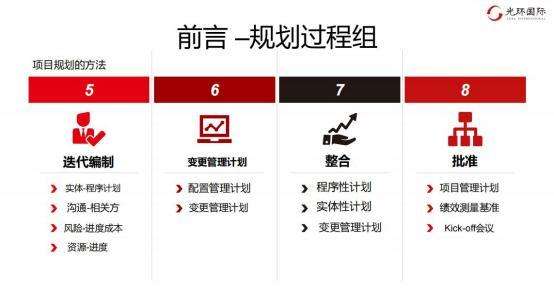 光环国际
前言 –规划过程组
项目规划的方法
5
6
7
8
迭代编制
变更管理计划
整合
批准
实体-程序计划
沟通-相关方
风险-进度成本
资源-进度
配置管理计划
变更管理计划
程序性计划
实体性计划
变更管理计划
项目管理计划
绩效测量基准
Kick-off会议